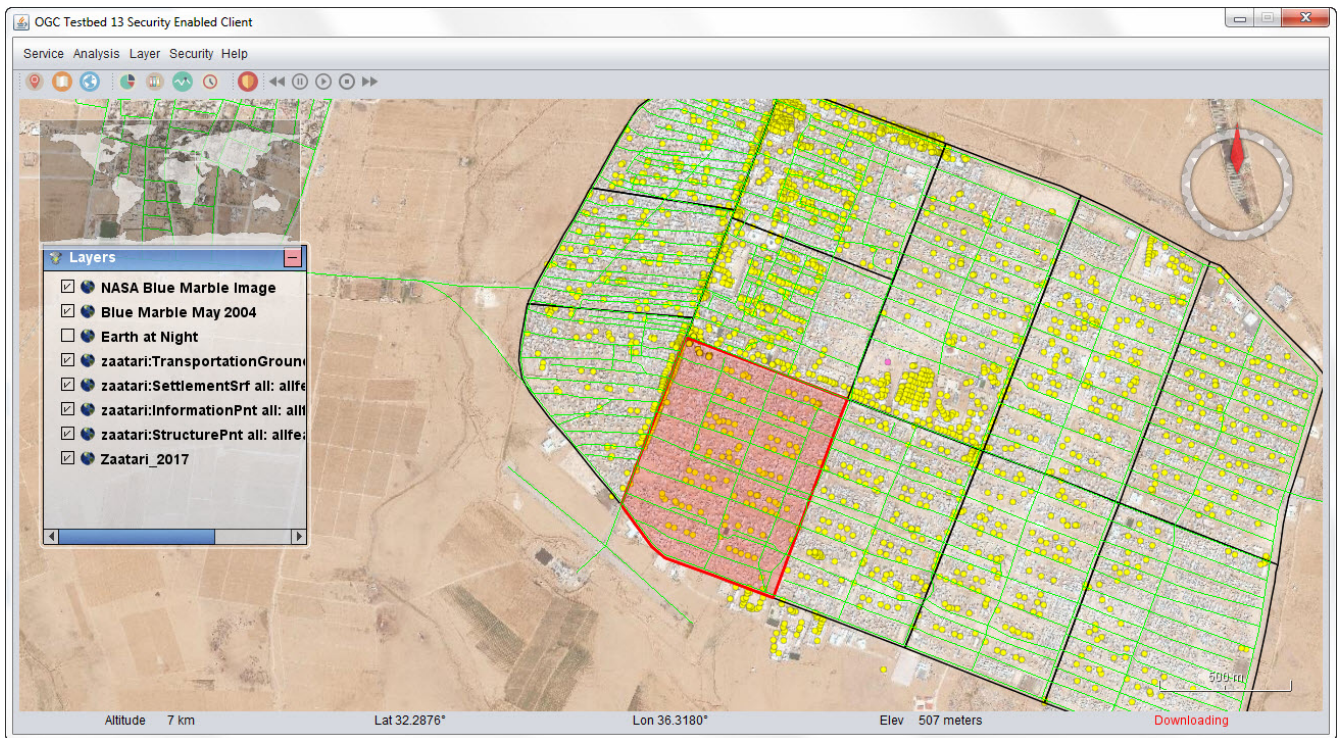 OGC Testbed 13 Security Enabled Client
Service Analysis Layer Security Help
Layers
NASA Blue Marble Image
Blue Marble May 2004
Earth at Night
zaatari:TransportationGroun
zaatari:SettlementSrf all: allfe
zaatari:InformationPnt all: allf
zaatari:StructurePnt all: allfea
Zaatari_2017
500 m
Altitude 7 km Lat 32.2876° Lon 36.3180° Elev 507 meters Downloading